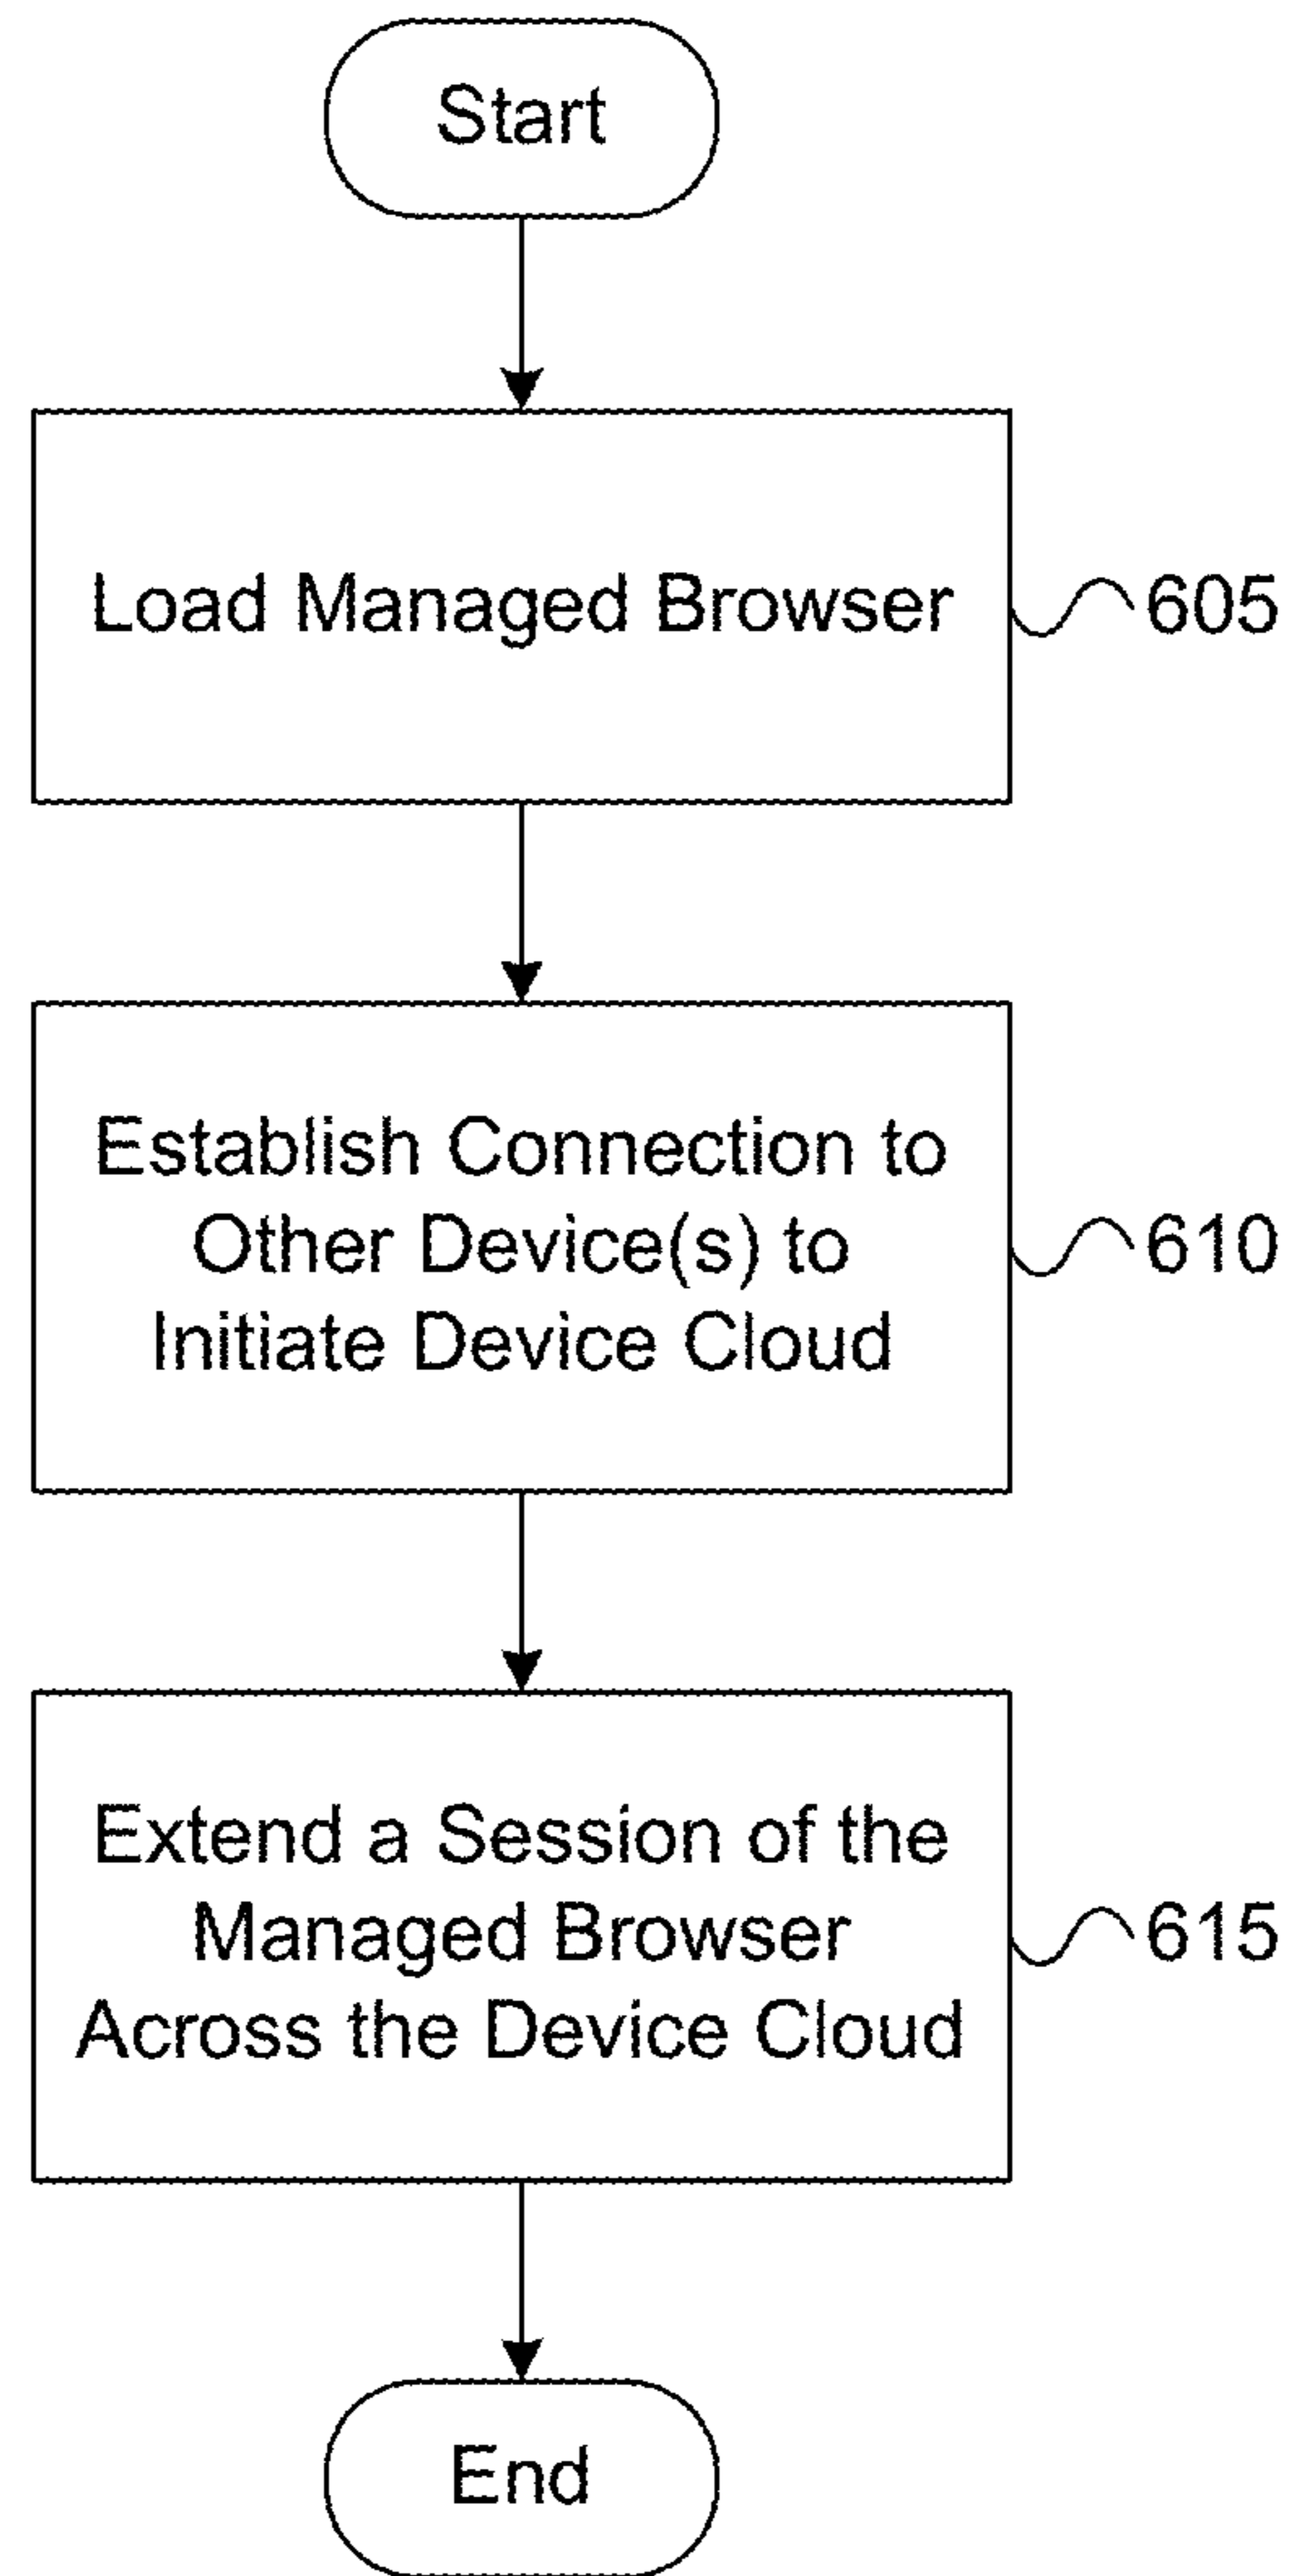 Start
Load Managed Browser
605
Establish Connection to
Other Device(s) to
Initiate Device Cloud
610
Extend a Session of the
Managed Browser
Across the Device Cloud
615
End